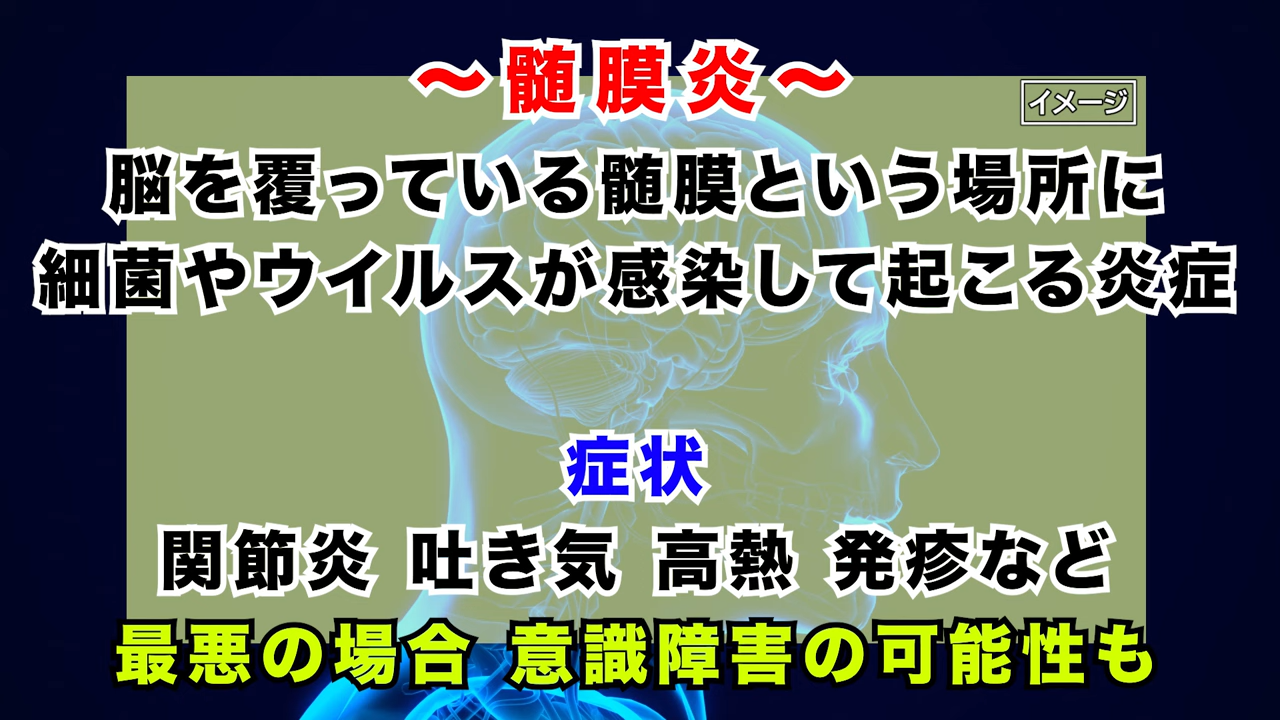 ～髄膜炎～
イメージ
脳を覆っている髄膜という場所に
細菌やウイルスが感染して起こる炎症
症状
関節炎 吐き気 高熱 発疹など
最悪の場合 意識障害の可能性も